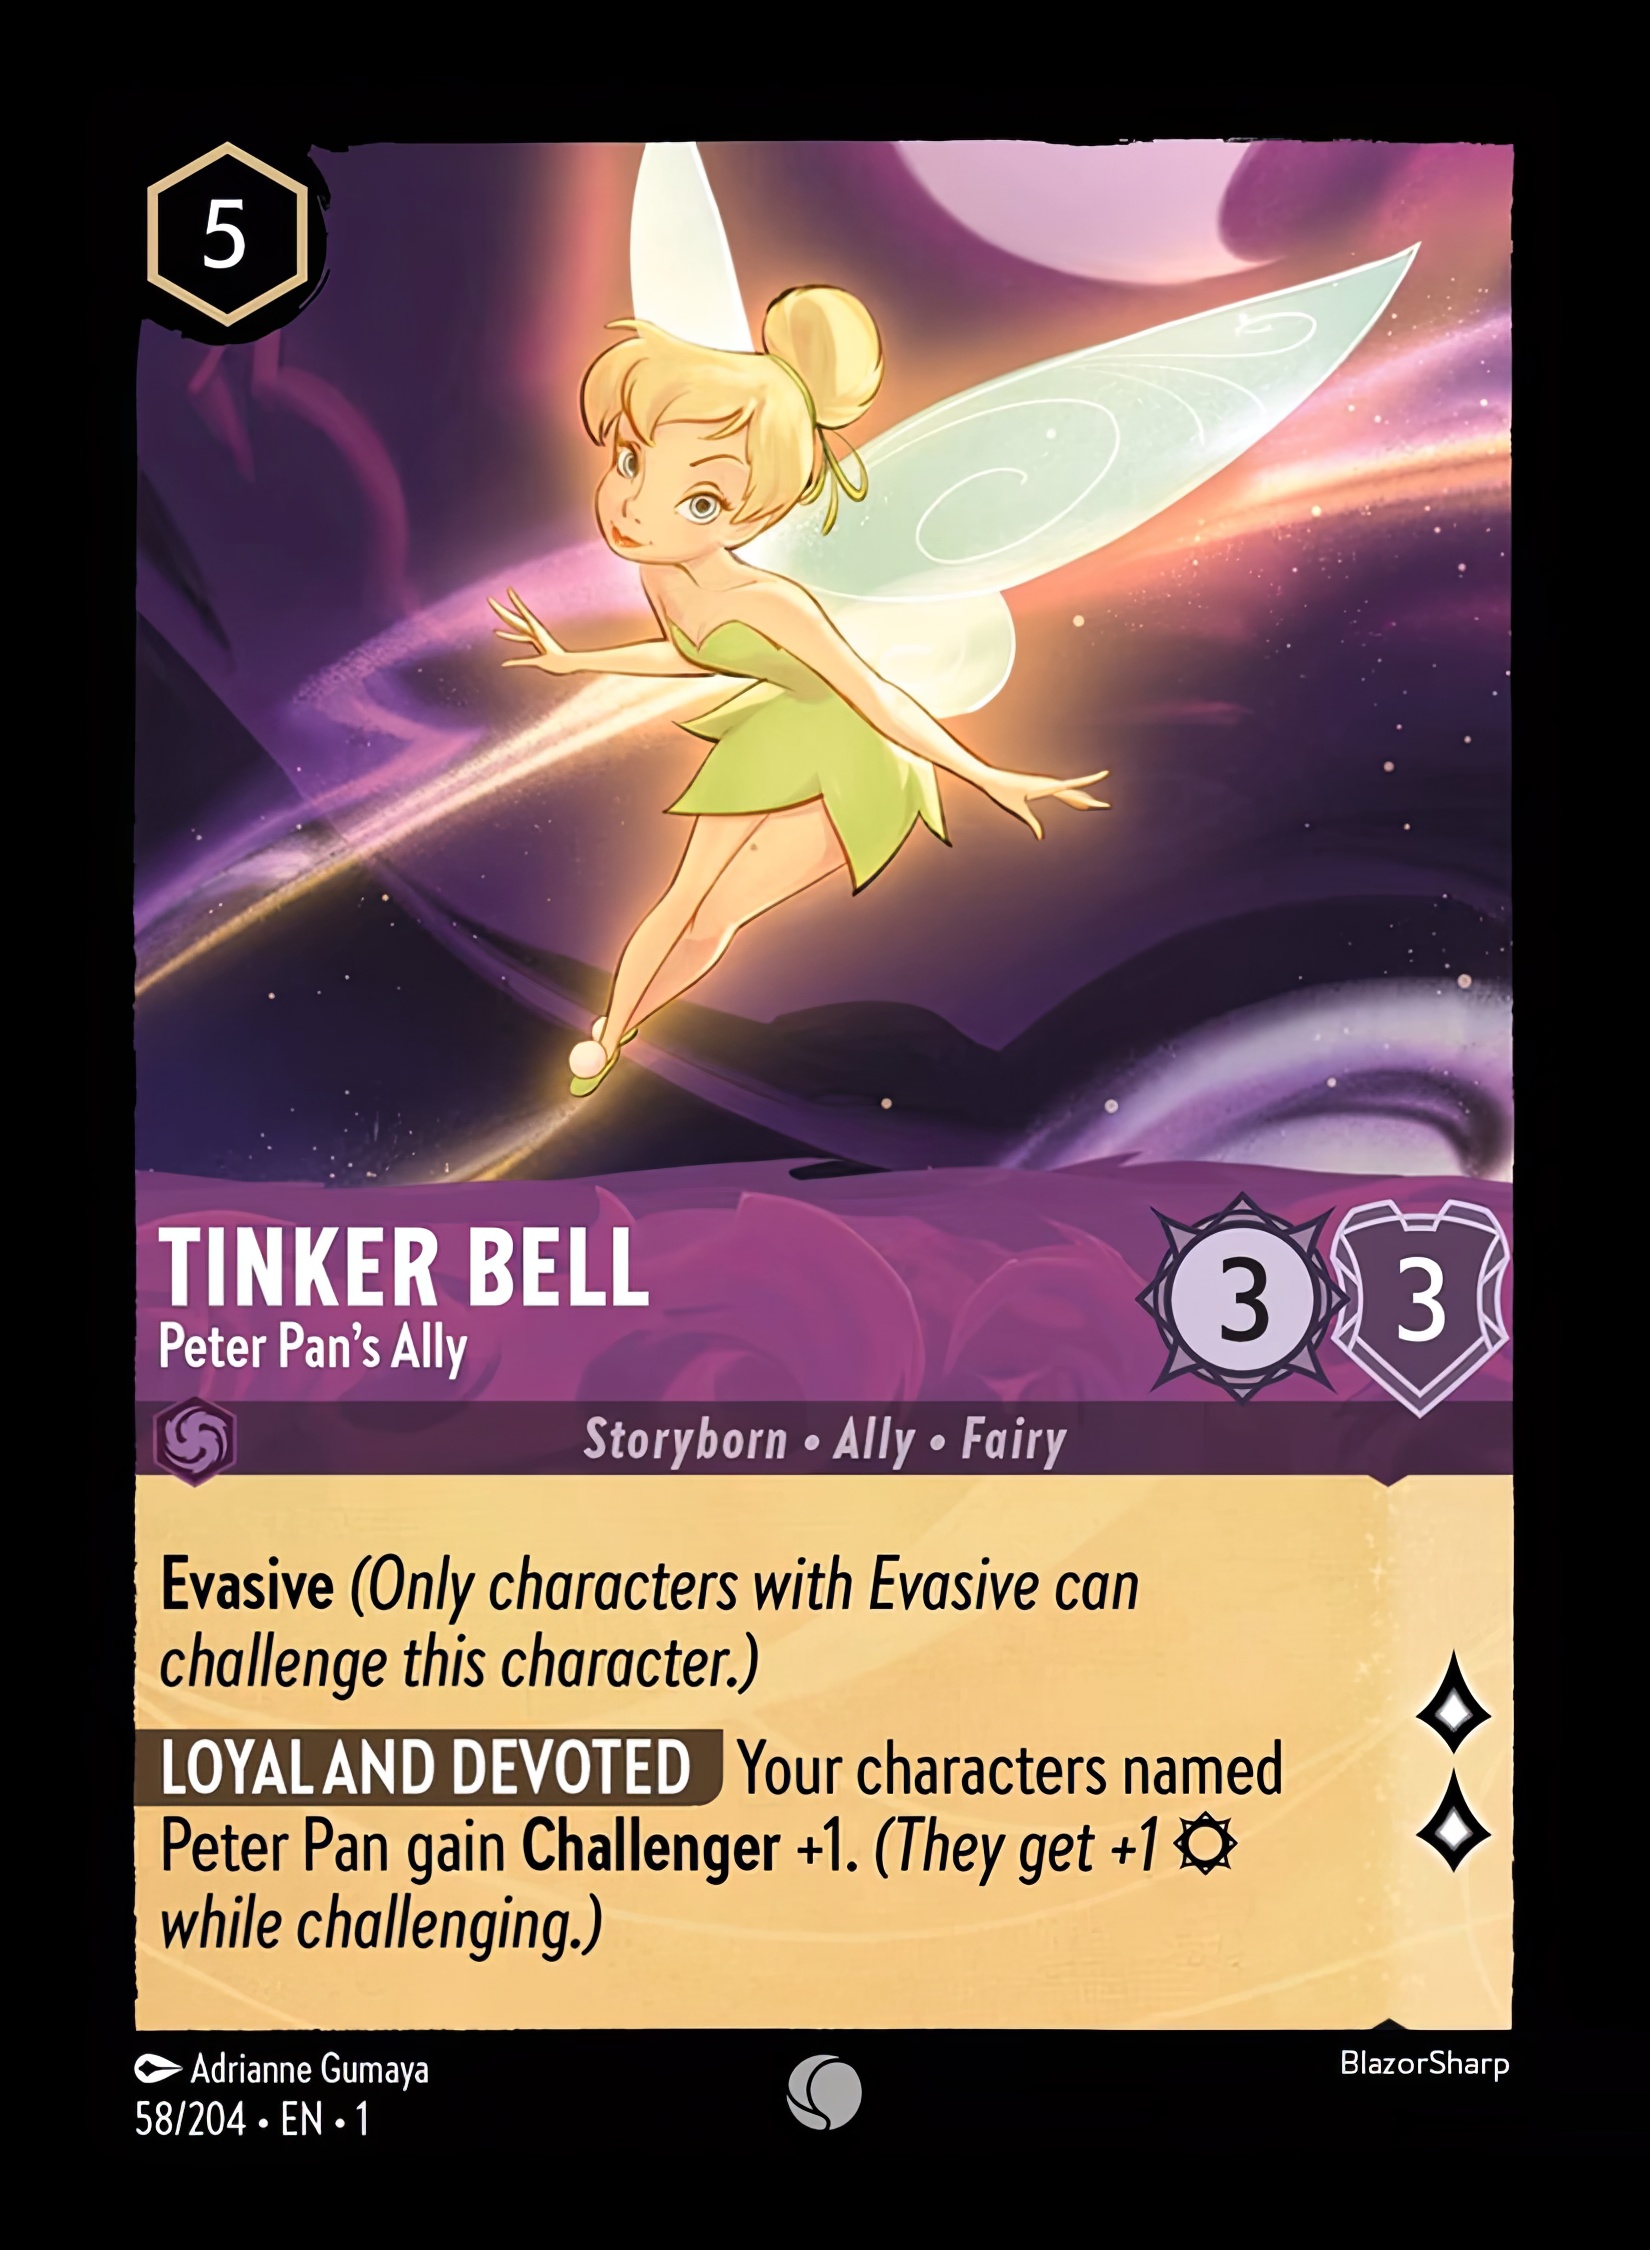 5
TINKER BELL
Peter Pan's Ally
3
3
Storyborn • Ally • Fairy
Evasive (Only characters with Evasive can
challenge this character.)
LOYAL AND DEVOTED Your characters named
Peter Pan gain Challenger +1. (They get +1
while challenging.)
Adrianne Gumaya
BlazorSharp
58/204 • EN • 1